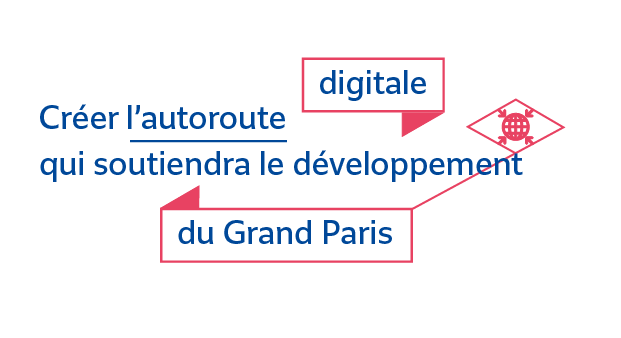 digitale
Créer l’autoroute
qui soutiendra le développement
du Grand Paris